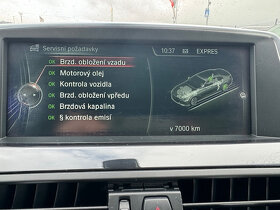 Servisní požadavky
10:37
EXPRES
OK Brzd. obložení vzadu
OK Motorový olej
OK Kontrola vozidla
OK Brzd. obložení vpředu
OK Brzdová kapalina
OK § kontrola emisí
v 7000 km